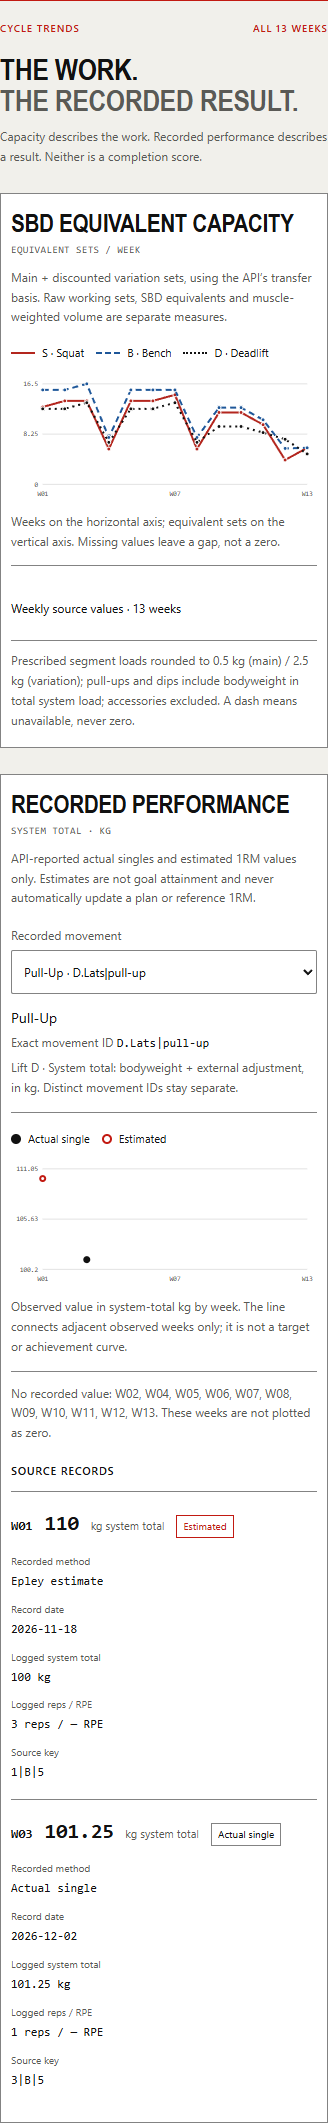 CYCLE TRENDS
ALL 13 WEEKS
THE WORK.
THE RECORDED RESULT.
Capacity describes the work. Recorded performance describes
a result. Neither is a completion score.
SBD EQUIVALENT CAPACITY
EQUIVALENT SETS / WEEK
Main + discounted variation sets, using the API's transfer
basis. Raw working sets, SBD equivalents and muscle-
weighted volume are separate measures.
S · Squat
B · Bench
D · Deadlift
16.5
8.25
0
W01
W07
W13
Weeks on the horizontal axis; equivalent sets on the
vertical axis. Missing values leave a gap, not a zero.
Weekly source values · 13 weeks
Prescribed segment loads rounded to 0.5 kg (main) / 2.5
kg (variation); pull-ups and dips include bodyweight in
total system load; accessories excluded. A dash means
unavailable, never zero.
RECORDED PERFORMANCE
SYSTEM TOTAL · KG
API-reported actual singles and estimated 1RM values
only. Estimates are not goal attainment and never
automatically update a plan or reference 1RM.
Recorded movement
Pull-Up · D.Lats|pull-up
Pull-Up
Exact movement ID D.Lats|pull-up
Lift D · System total: bodyweight + external adjustment,
in kg. Distinct movement IDs stay separate.
Actual single
Estimated
111.05
105.63
100.2
W01
W07
W13
Observed value in system-total kg by week. The line
connects adjacent observed weeks only; it is not a target
or achievement curve.
No recorded value: W02, W04, W05, W06, W07, W08,
W09, W10, W11, W12, W13. These weeks are not plotted
as zero.
SOURCE RECORDS
W01 110 kg system total Estimated
Recorded method
Epley estimate
Record date
2026-11-18
Logged system total
100 kg
Logged reps / RPE
3 reps / — RPE
Source key
1|B|5
W03 101.25 kg system total Actual single
Recorded method
Actual single
Record date
2026-12-02
Logged system total
101.25 kg
Logged reps / RPE
1 reps / — RPE
Source key
3|B|5